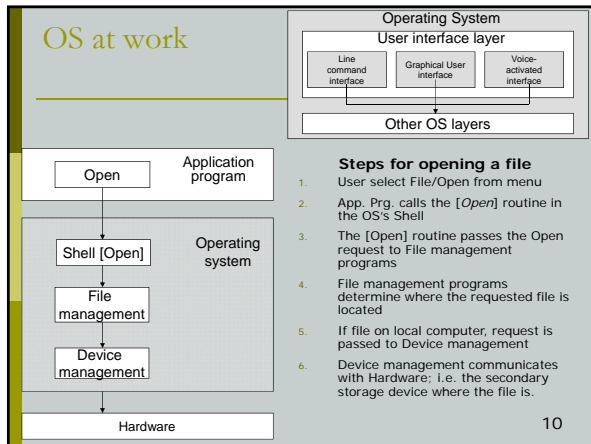 OS at work
Operating System
User interface layer
Line
command
interface
Graphical User
interface
Voice-
activated
interface
Other OS layers
Application
program
Open
Operating
system
Shell [Open]
File
management
Device
management
Hardware
Steps for opening a file
1. User select File/Open from menu
2. App. Prg. calls the [Open] routine in
the OS's Shell
3. The [Open] routine passes the Open
request to File management
programs
4. File management programs
determine where the requested file is
located
5. If file on local computer, request is
passed to Device management
6. Device management communicates
with Hardware; i.e. the secondary
storage device where the file is.
10